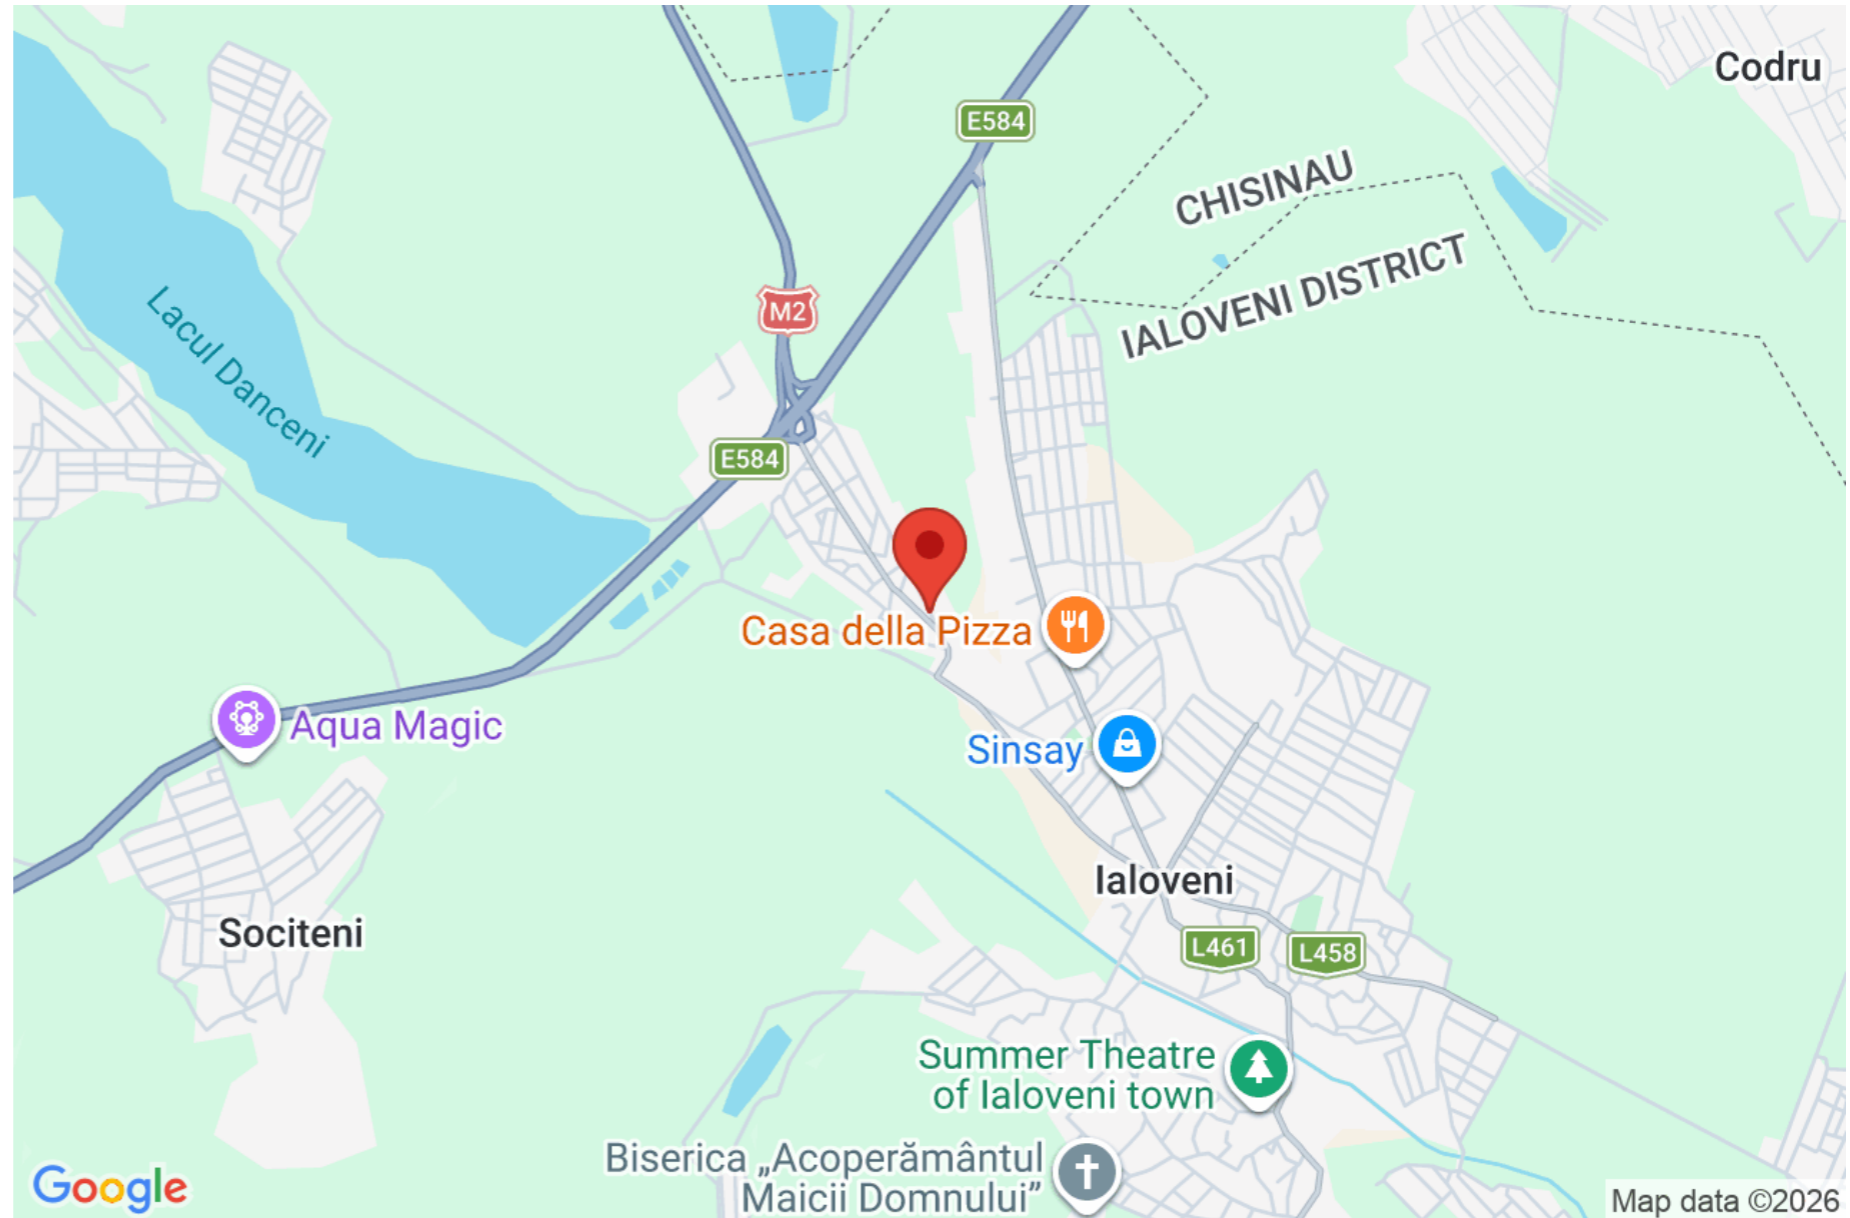 Codru
E584
CHISINAU
IALOVENI DISTRICT
M2
Lacul Danceni
E584
Casa della Pizza
Aqua Magic
Sinsay
Ialoveni
Sociteni
L461
L458
Summer Theatre
of Ialoveni town
Biserica „Acoperământul
Maicii Domnului”
Google
Map data ©2026